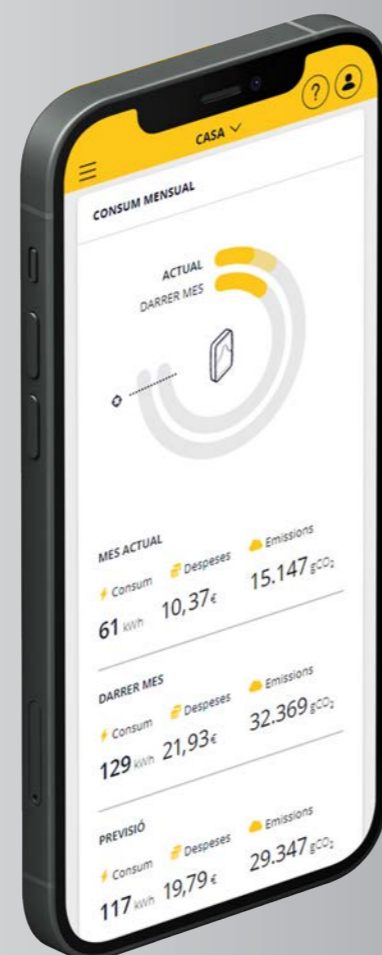 ?
CASA
CONSUM MENSUAL
ACTUAL
DARRER MES
MES ACTUAL
Consum Despeses Emissions
61 kWh 10,37€ 15.147 gCO₂
DARRER MES
Consum Despeses Emissions
129 kWh 21,93€ 32.369 gCO₂
PREVISIÓ
Consum Despeses Emissions
117 kWh 19,79€ 29.347 gCO₂